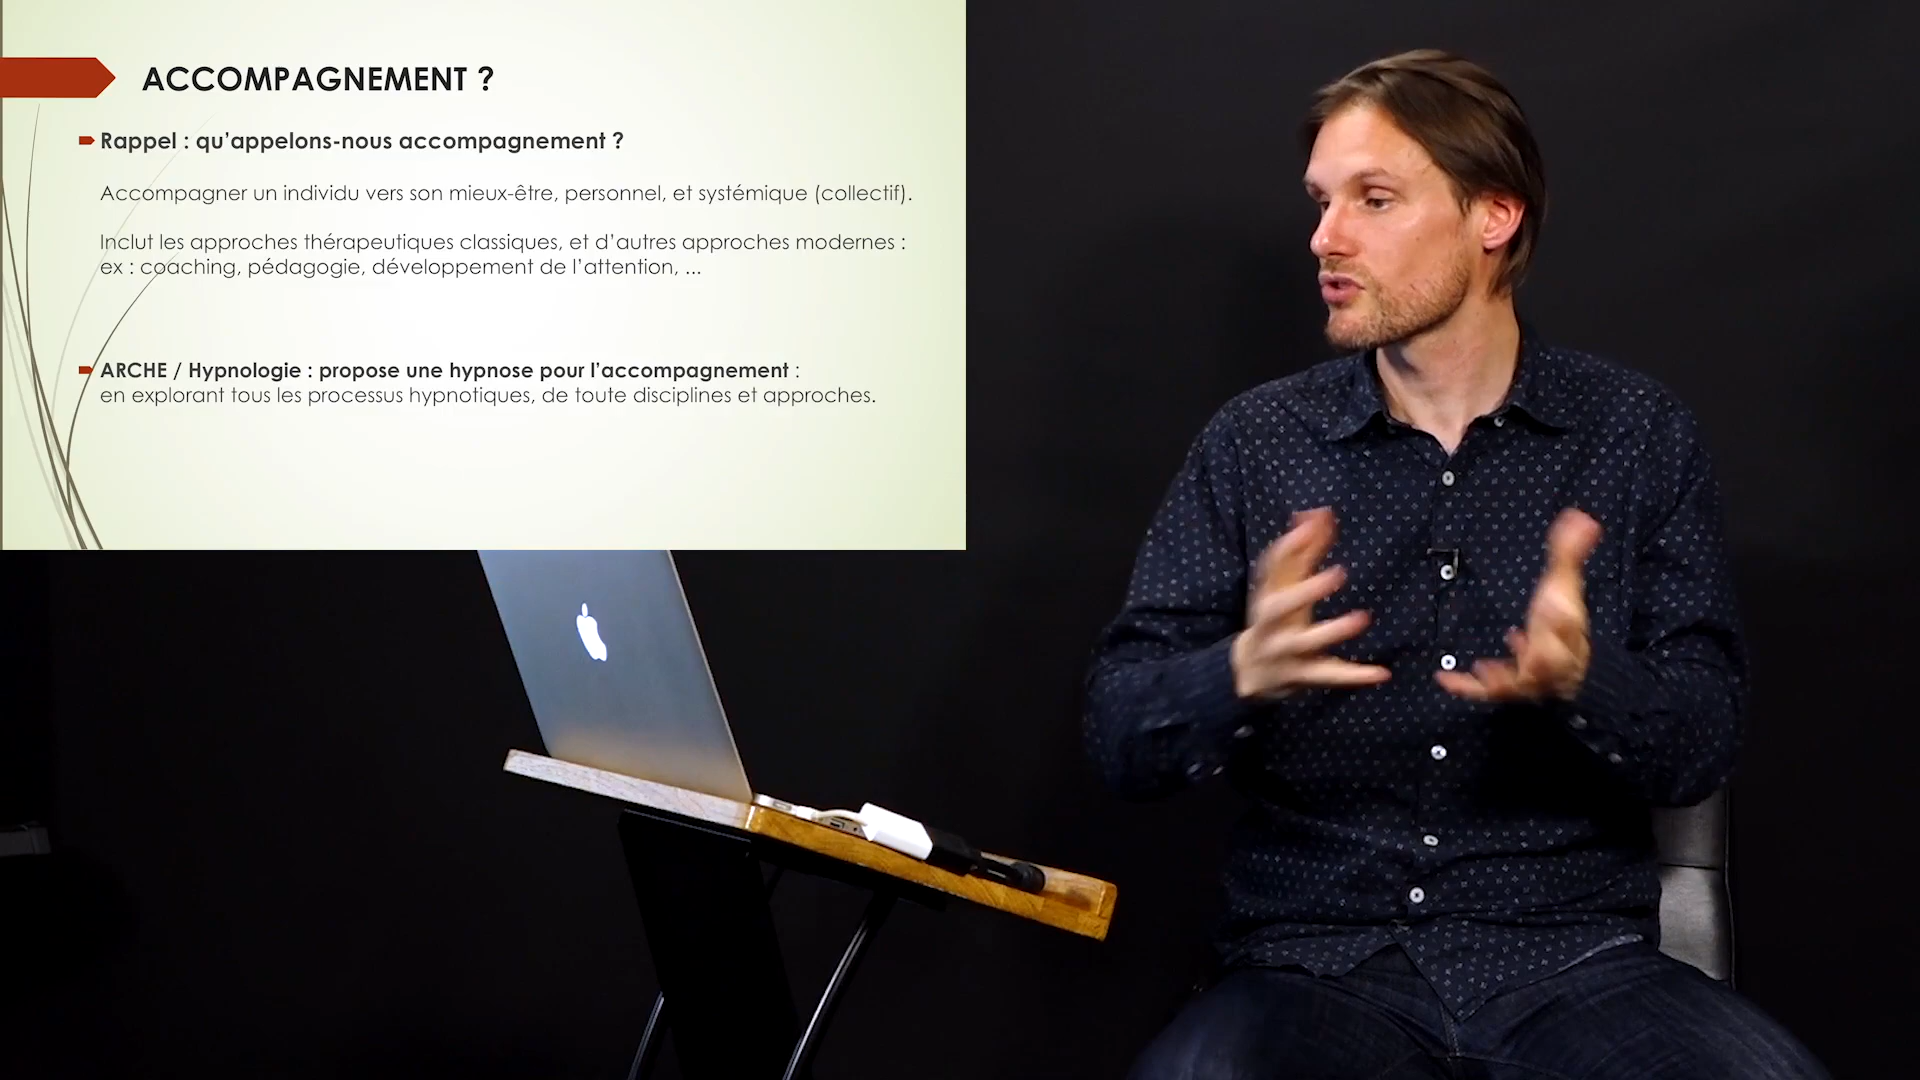 ACCOMPAGNEMENT ?
Rappel : qu'appelons-nous accompagnement ?
Accompagner un individu vers son mieux-être, personnel, et systémique (collectif).
Inclut les approches thérapeutiques classiques, et d'autres approches modernes :
ex : coaching, pédagogie, développement de l'attention, ...
ARCHE / Hypnologie : propose une hypnose pour l'accompagnement :
en explorant tous les processus hypnotiques, de toute disciplines et approches.